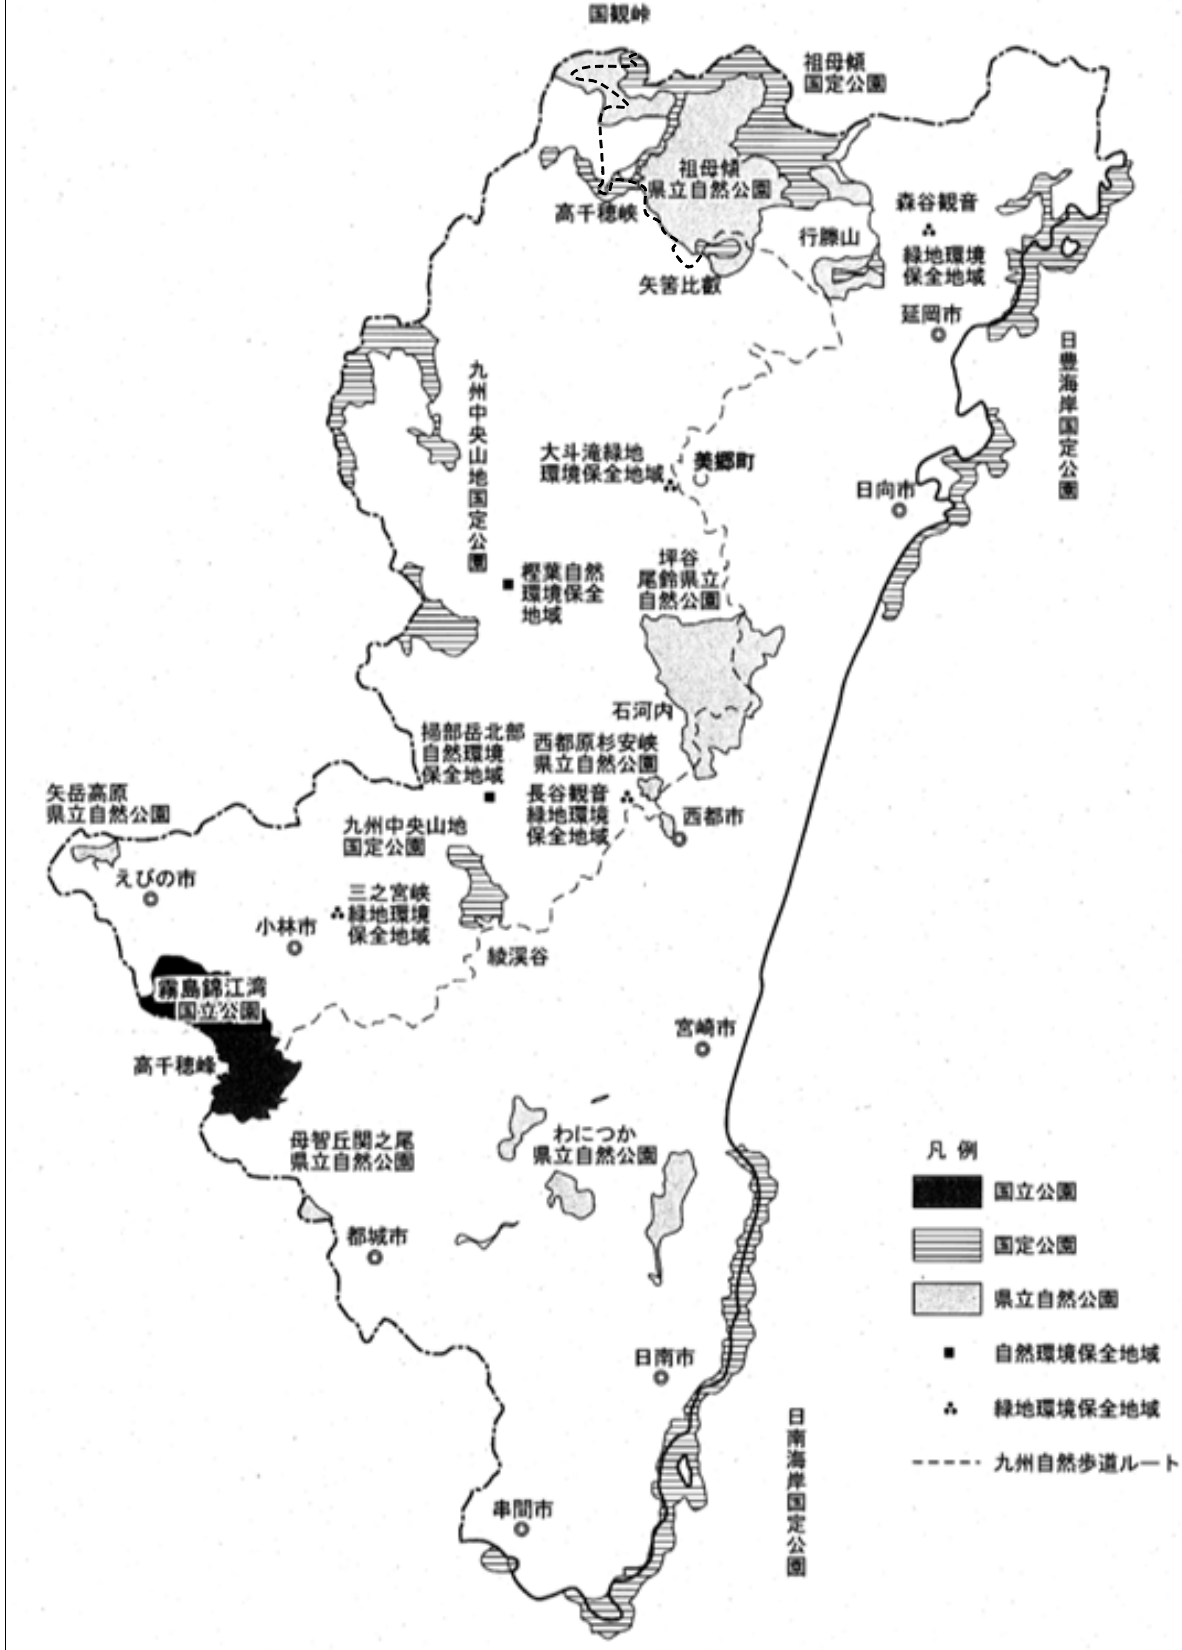 国観峠
祖母傾
国定公園
祖母傾
県立自然公園
高千穂峡
森谷観音
緑地環境
保全地域
行滕山
矢筈比叡
延岡市
日豊海岸国定公園
九州中央山地国定公園
大斗滝緑地
環境保全地域
美郷町
日向市
坪谷
尾鈴県立
自然公園
樫葉自然
環境保全
地域
石河内
掃部岳北部
自然環境
保全地域
西都原杉安峡
県立自然公園
長谷観音
緑地環境
保全地域
西都市
矢岳高原
県立自然公園
えびの市
九州中央山地
国定公園
三之宮峡
緑地環境
保全地域
小林市
綾渓谷
霧島錦江湾
国立公園
高千穂峰
宮崎市
母智丘関之尾
県立自然公園
わにつか
県立自然公園
都城市
日南市
日南海岸国定公園
串間市
凡例
国立公園
国定公園
県立自然公園
自然環境保全地域
緑地環境保全地域
九州自然歩道ルート